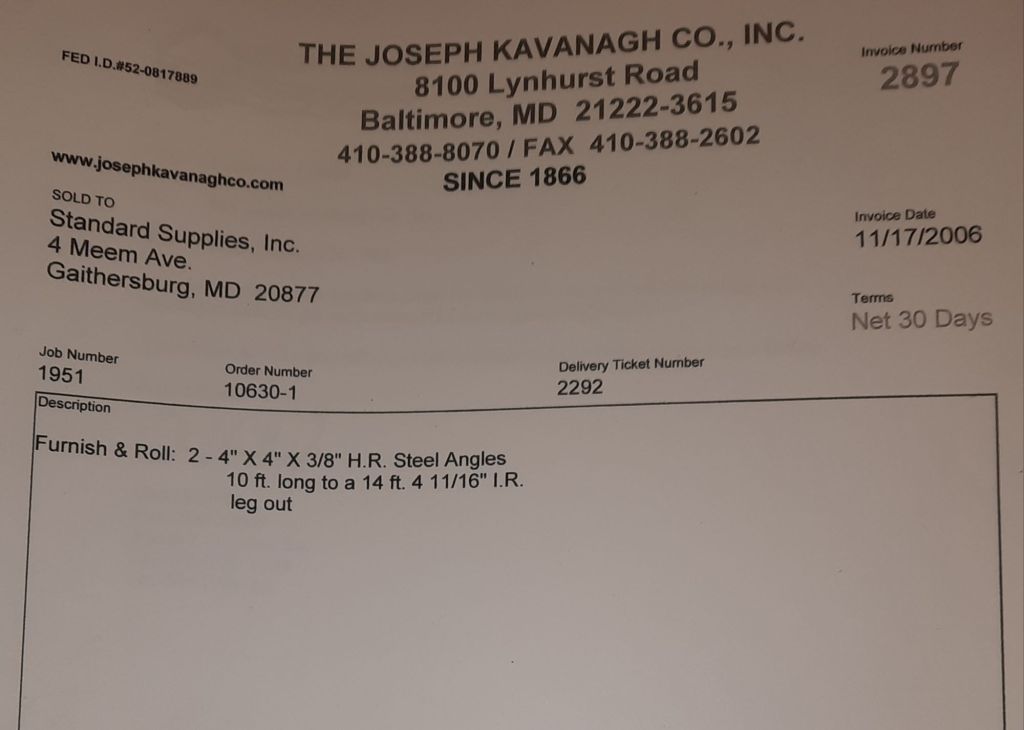 FED I.D.#52-0817889
THE JOSEPH KAVANAGH CO., INC.
8100 Lynhurst Road
Baltimore, MD 21222-3615
410-388-8070 / FAX 410-388-2602
SINCE 1866
Invoice Number
2897
www.josephkavanaghco.com
SOLD TO
Standard Supplies, Inc.
4 Meem Ave.
Gaithersburg, MD 20877
Invoice Date
11/17/2006
Terms
Net 30 Days
Job Number
1951
Order Number
10630-1
Delivery Ticket Number
2292
Description
Furnish & Roll: 2 - 4" X 4" X 3/8" H.R. Steel Angles
10 ft. long to a 14 ft. 4 11/16" I.R.
leg out